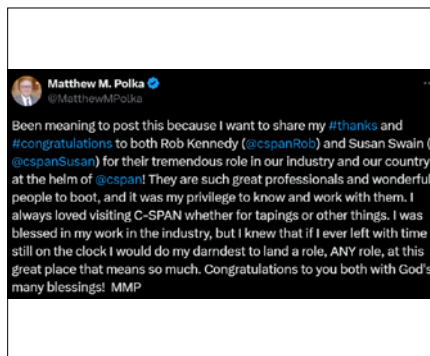 Matthew M. Polka
@MatthewMPolka
Been meaning to post this because I want to share my #thanks and
#congratulations to both Rob Kennedy (@cspanRob) and Susan Swain (
@cspanSusan) for their tremendous role in our industry and our country
at the helm of @cspan! They are such great professionals and wonderful
people to boot, and it was my privilege to know and work with them. I
always loved visiting C-SPAN whether for tapings or other things. I was
blessed in my work in the industry, but I knew that if I ever left with time
still on the clock I would do my darndest to land a role, ANY role, at this
great place that means so much. Congratulations to you both with God's
many blessings! MMP